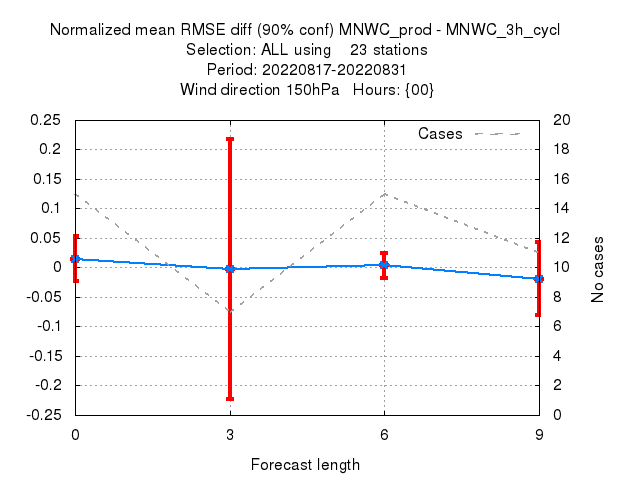 Normalized mean RMSE diff (90% conf) MNWC_prod - MNWC_3h_cycl
Selection: ALL using    23 stations
Period: 20220817-20220831
Wind direction 150hPa   Hours: {00}
0.25
0.2
0.15
0.1
0.05
0
-0.05
-0.1
-0.15
-0.2
-0.25
Cases
20
18
16
14
12
10
8
6
4
2
0
No cases
0 3 6 9
Forecast length